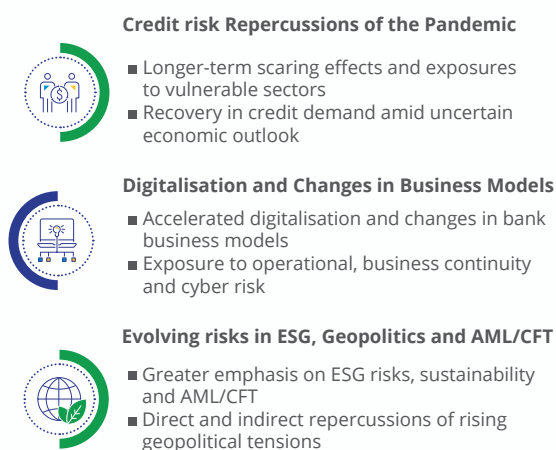 Credit risk Repercussions of the Pandemic
■ Longer-term scaring effects and exposures
to vulnerable sectors
■ Recovery in credit demand amid uncertain
economic outlook
Digitalisation and Changes in Business Models
■ Accelerated digitalisation and changes in bank
business models
■ Exposure to operational, business continuity
and cyber risk
Evolving risks in ESG, Geopolitics and AML/CFT
■ Greater emphasis on ESG risks, sustainability
and AML/CFT
■ Direct and indirect repercussions of rising
geopolitical tensions